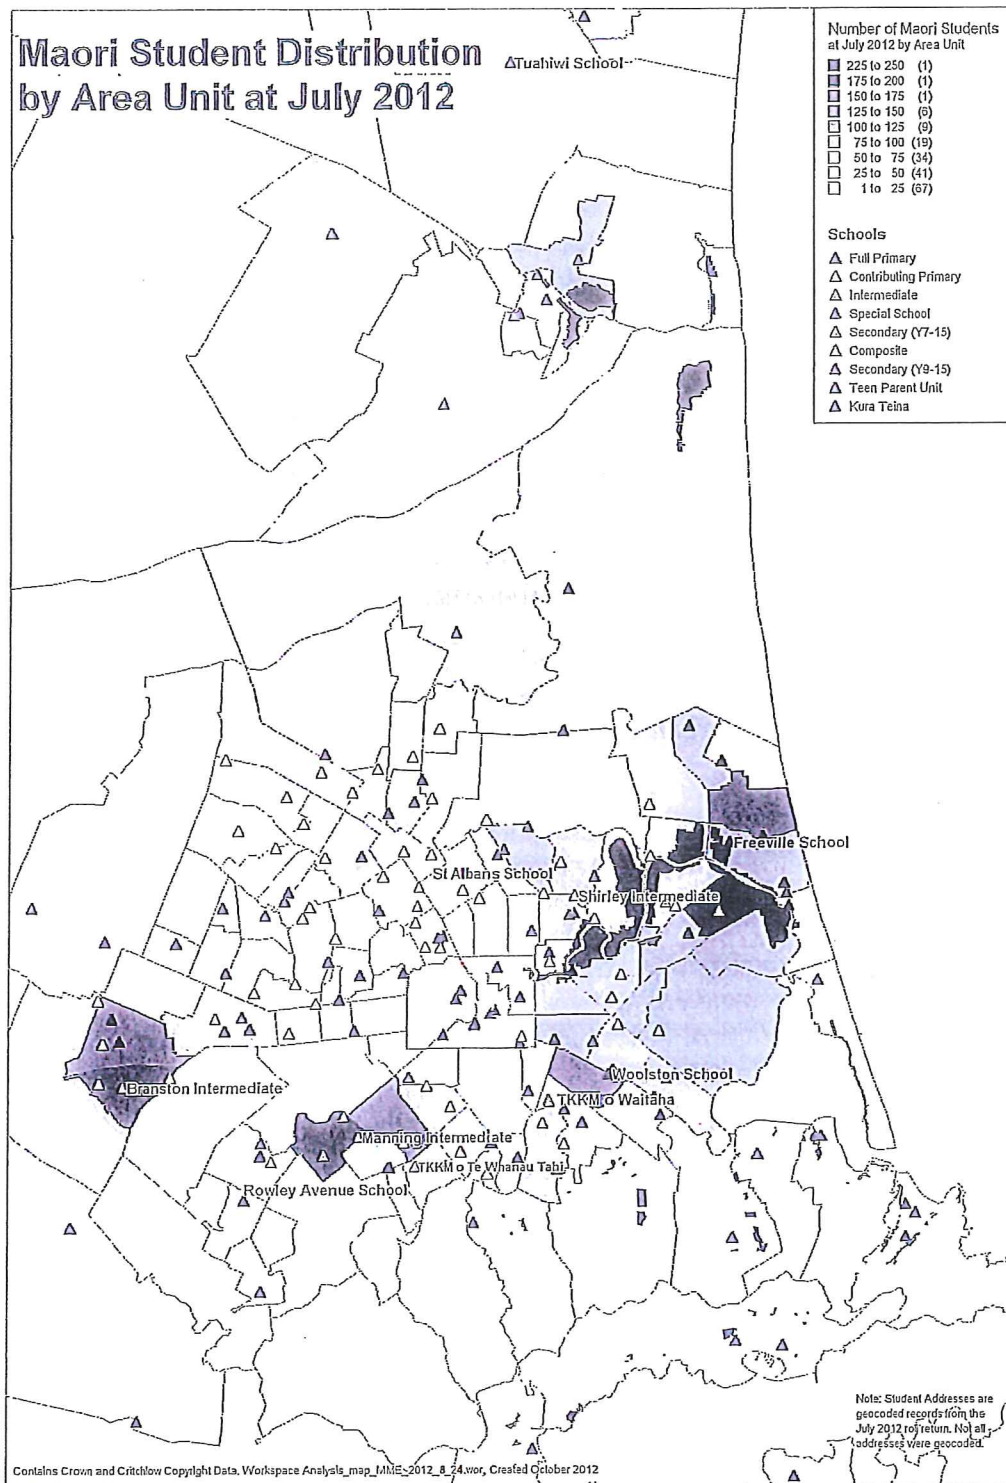 Maori Student Distribution
by Area Unit at July 2012
Tuahiwi School
Number of Maori Students
at July 2012 by Area Unit
225 to 250 (1)
175 to 200 (1)
150 to 175 (1)
125 to 150 (6)
100 to 125 (9)
75 to 100 (19)
50 to 75 (34)
25 to 50 (41)
1 to 25 (67)
Schools
Full Primary
Contributing Primary
Intermediate
Special School
Secondary (Y7-15)
Composite
Secondary (Y9-15)
Teen Parent Unit
Kura Teina
Freeville School
St Albans School
Shirley Intermediate
Woolston School
Branston Intermediate
TKKM o Waitaha
Manning Intermediate
TKKM o Te Whanau Tahi
Rowley Avenue School
Note: Student Addresses are
geocoded records from the
July 2012 roll return. Not all
addresses were geocoded.
Contains Crown and Critchlow Copyright Data. Workspace Analysis_map_MME_2012_8_24.wor, Created October 2012